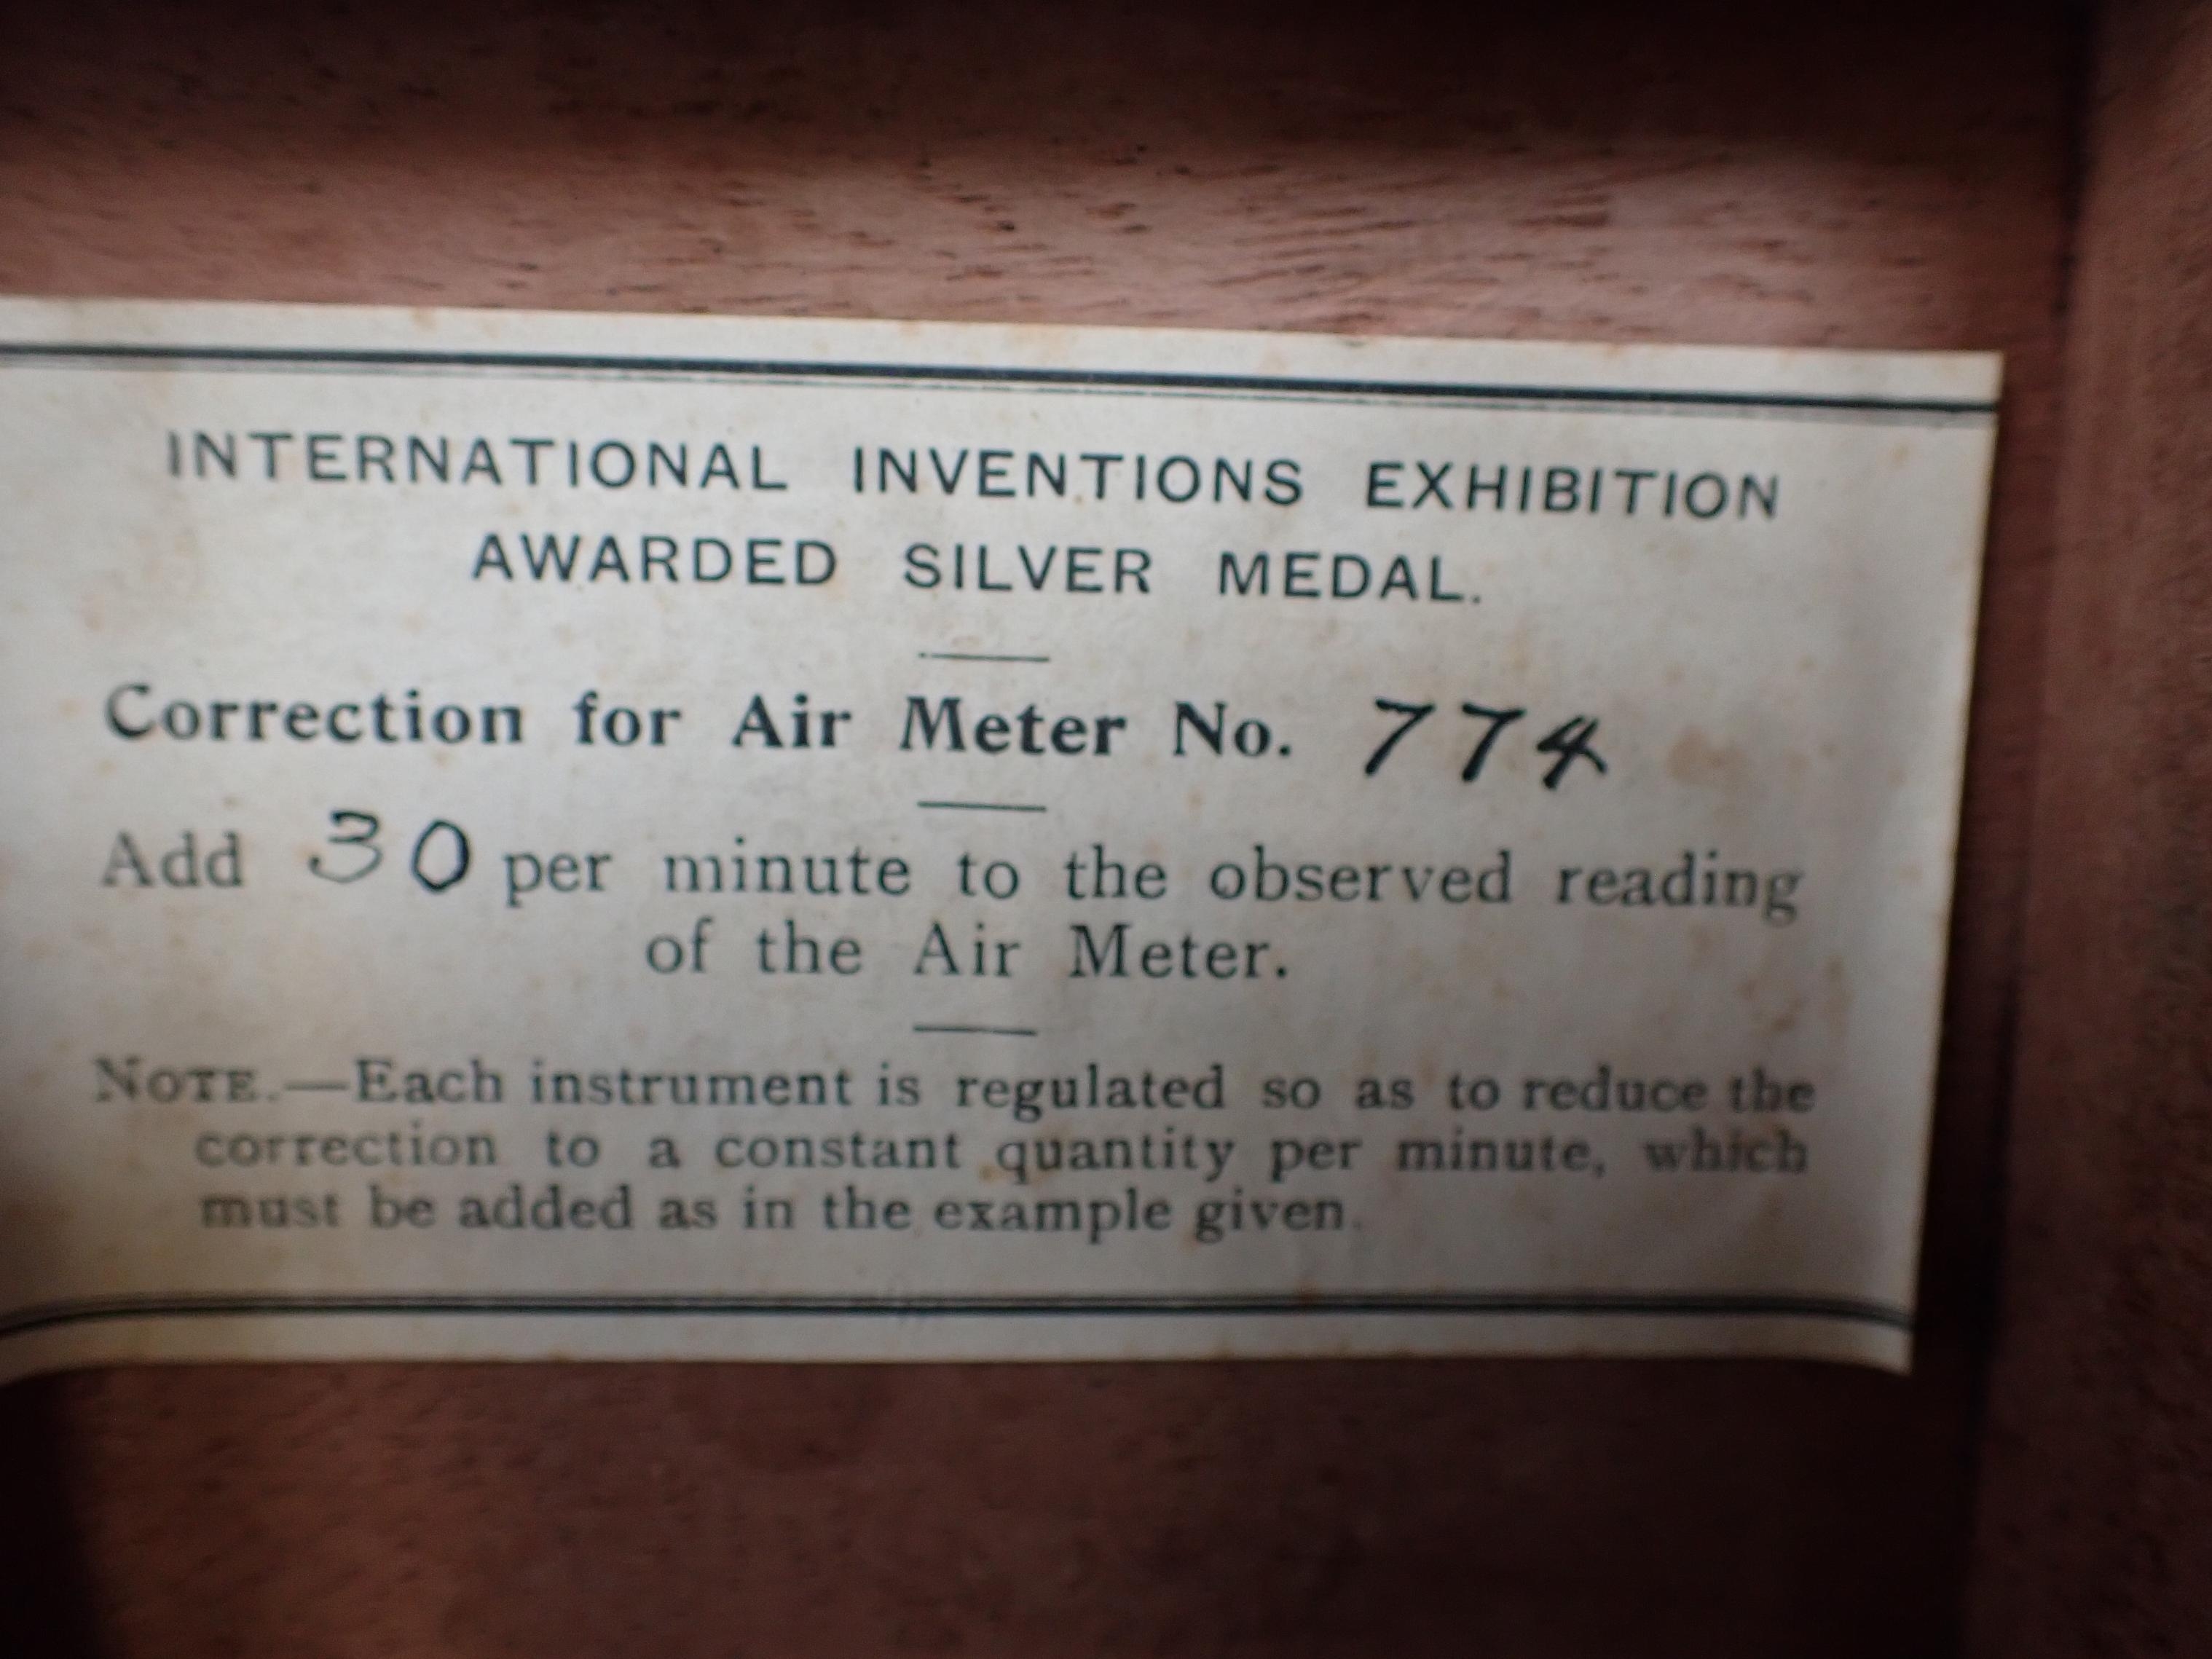 INTERNATIONAL INVENTIONS EXHIBITION
AWARDED SILVER MEDAL.
Correction for Air Meter No. 774
Add 30 per minute to the observed reading
of the Air Meter.
NOTE.—Each instrument is regulated so as to reduce the
correction to a constant quantity per minute, which
must be added as in the example given.